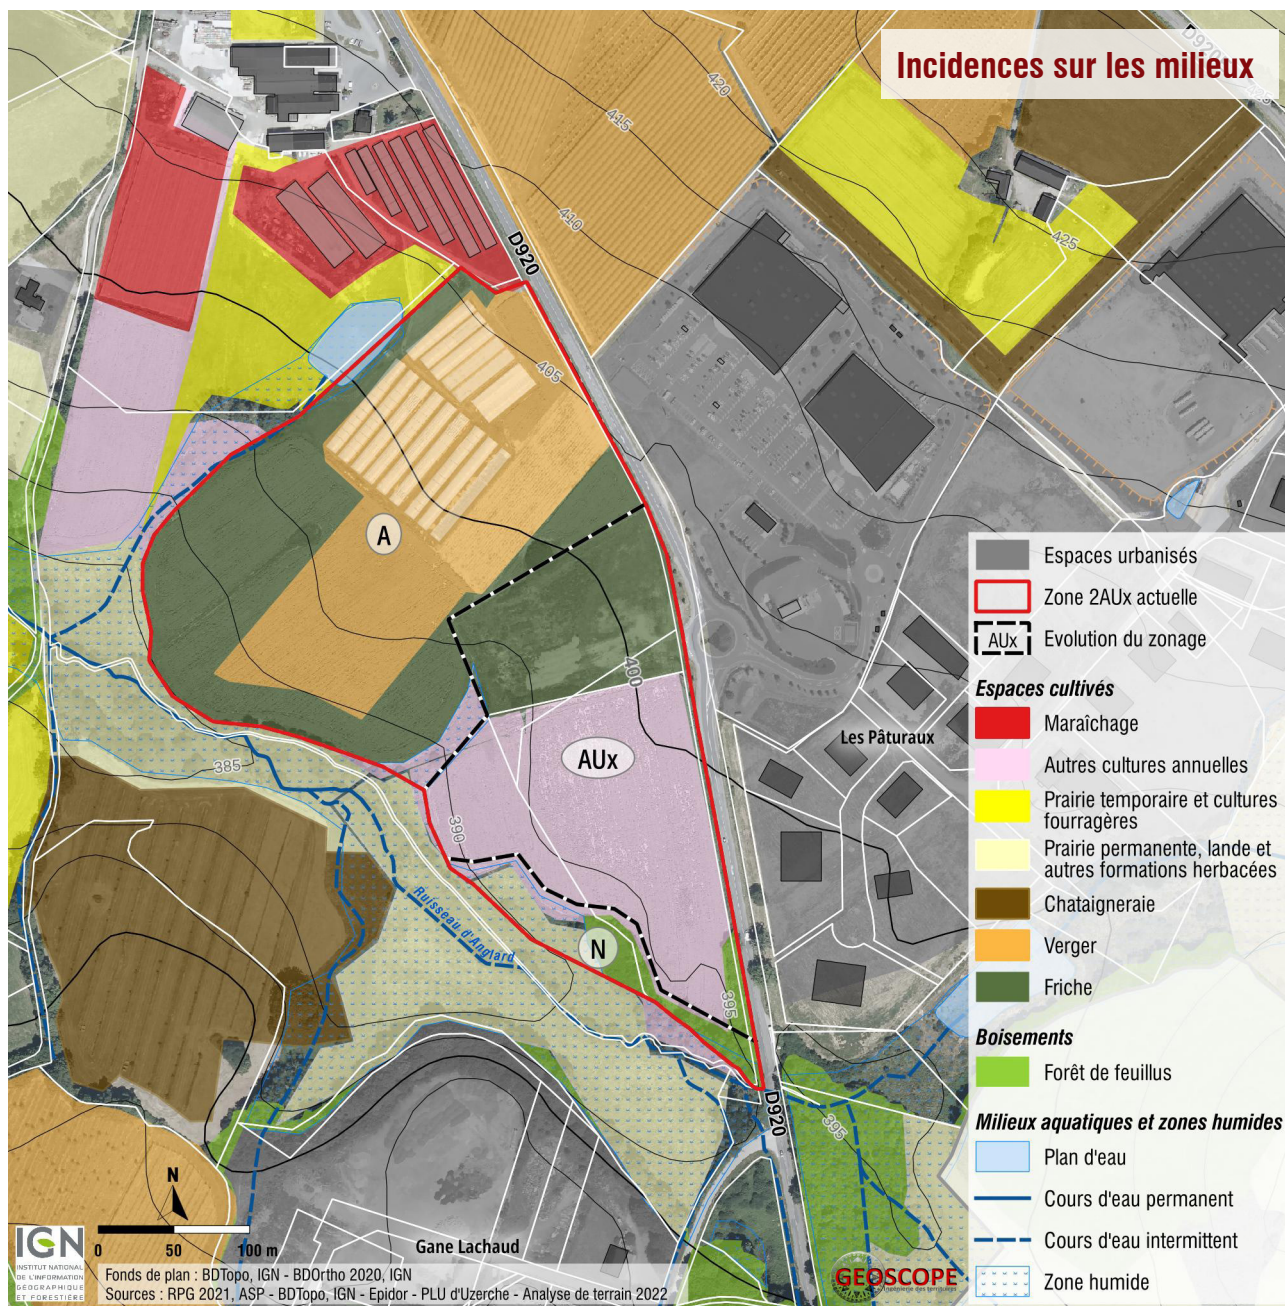 Incidences sur les milieux
D920
D920
420
415
410
425
D920
405
A
400
Les Pâturaux
AUx
385
390
Ruisseau d'Anglard
N
395
D920
395
Gane Lachaud
Espaces urbanisés
Zone 2AUx actuelle
AUx Evolution du zonage
Espaces cultivés
Maraîchage
Autres cultures annuelles
Prairie temporaire et cultures
fourragères
Prairie permanente, lande et
autres formations herbacées
Chataigneraie
Verger
Friche
Boisements
Forêt de feuillus
Milieux aquatiques et zones humides
Plan d'eau
Cours d'eau permanent
Cours d'eau intermittent
Zone humide
N
0 50 100 m
IGN
INSTITUT NATIONAL
DE L'INFORMATION
GÉOGRAPHIQUE
ET FORESTIÈRE
Fonds de plan : BDTopo, IGN - BDOrtho 2020, IGN
Sources : RPG 2021, ASP - BDTopo, IGN - Epidor - PLU d'Uzerche - Analyse de terrain 2022
GEOSCOPE
Ingénierie des territoires